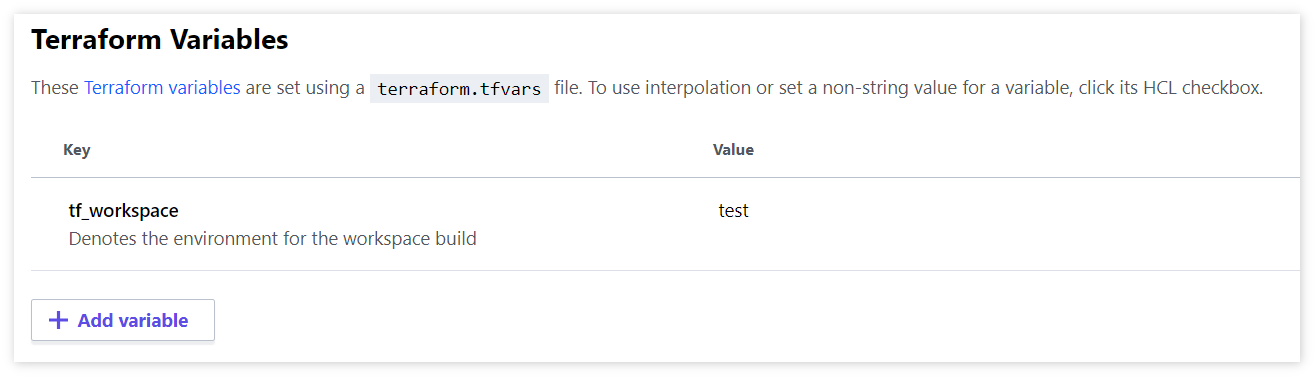 Terraform Variables
These Terraform variables are set using a terraform.tfvars file. To use interpolation or set a non-string value for a variable, click its HCL checkbox.
Key Value
tf_workspace test
Denotes the environment for the workspace build
+ Add variable